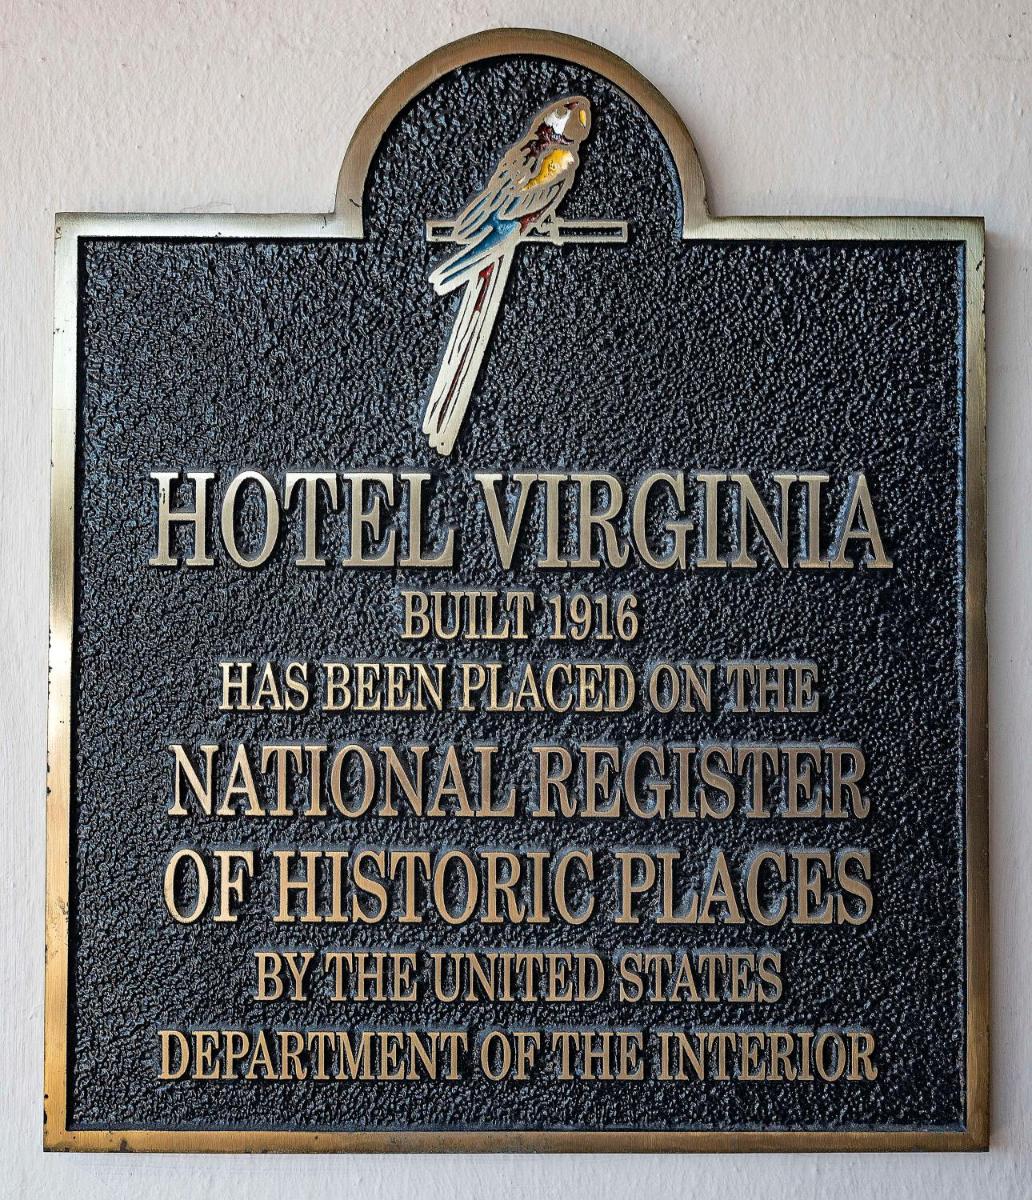 HOTEL VIRGINIA
BUILT 1916
HAS BEEN PLACED ON THE
NATIONAL REGISTER
OF HISTORIC PLACES
BY THE UNITED STATES
DEPARTMENT OF THE INTERIOR